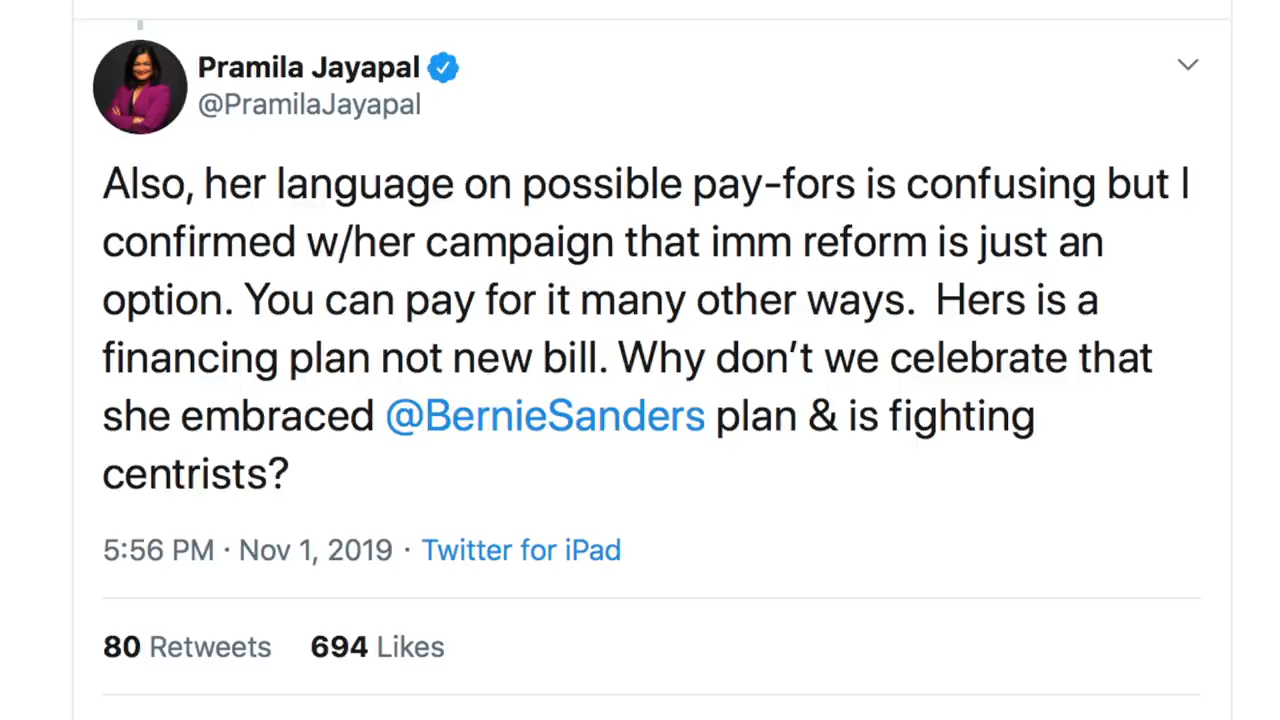 Pramila Jayapal
@PramilaJayapal
Also, her language on possible pay-fors is confusing but I
confirmed w/her campaign that imm reform is just an
option. You can pay for it many other ways.  Hers is a
financing plan not new bill. Why don’t we celebrate that
she embraced @BernieSanders plan & is fighting
centrists?
5:56 PM · Nov 1, 2019 · Twitter for iPad
80 Retweets 694 Likes